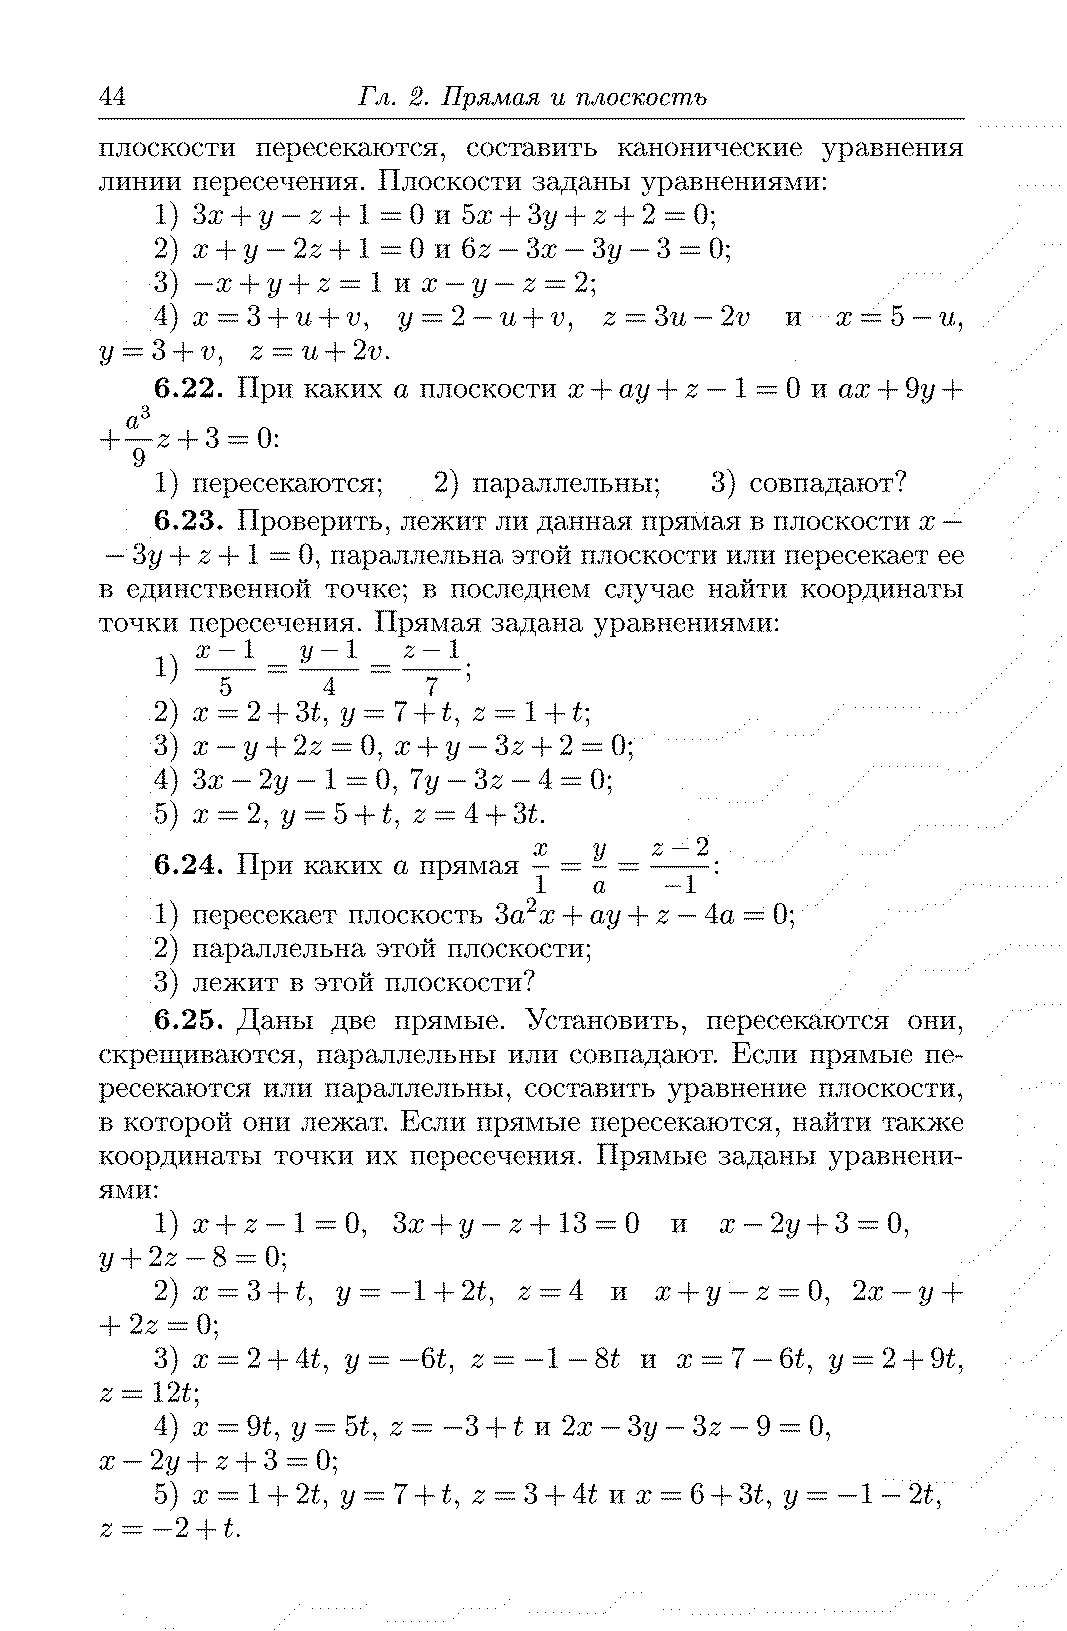 44 Гл. 2. Прямая и плоскость
плоскости пересекаются, составить канонические уравнения
линии пересечения. Плоскости заданы уравнениями:
1) 3x + y − z + 1 = 0 и 5x + 3y + z + 2 = 0;
2) x + y − 2z + 1 = 0 и 6z − 3x − 3y − 3 = 0;
3) −x + y + z = 1 и x − y − z = 2;
4) x = 3 + u + v, y = 2 − u + v, z = 3u − 2v и x = 5 − u,
y = 3 + v, z = u + 2v.
6.22. При каких a плоскости x + ay + z − 1 = 0 и ax + 9y +
+ \frac{a^3}{9}z + 3 = 0:
1) пересекаются; 2) параллельны; 3) совпадают?
6.23. Проверить, лежит ли данная прямая в плоскости x −
− 3y + z + 1 = 0, параллельна этой плоскости или пересекает ее
в единственной точке; в последнем случае найти координаты
точки пересечения. Прямая задана уравнениями:
1) \frac{x − 1}{5} = \frac{y − 1}{4} = \frac{z − 1}{7};
2) x = 2 + 3t, y = 7 + t, z = 1 + t;
3) x − y + 2z = 0, x + y − 3z + 2 = 0;
4) 3x − 2y − 1 = 0, 7y − 3z − 4 = 0;
5) x = 2, y = 5 + t, z = 4 + 3t.
6.24. При каких a прямая \frac{x}{1} = \frac{y}{a} = \frac{z − 2}{−1}:
1) пересекает плоскость 3a²x + ay + z − 4a = 0;
2) параллельна этой плоскости;
3) лежит в этой плоскости?
6.25. Даны две прямые. Установить, пересекаются они,
скрещиваются, параллельны или совпадают. Если прямые пе-
ресекаются или параллельны, составить уравнение плоскости,
в которой они лежат. Если прямые пересекаются, найти также
координаты точки их пересечения. Прямые заданы уравнени-
ями:
1) x + z − 1 = 0, 3x + y − z + 13 = 0 и x − 2y + 3 = 0,
y + 2z − 8 = 0;
2) x = 3 + t, y = −1 + 2t, z = 4 и x + y − z = 0, 2x − y +
+ 2z = 0;
3) x = 2 + 4t, y = −6t, z = −1 − 8t и x = 7 − 6t, y = 2 + 9t,
z = 12t;
4) x = 9t, y = 5t, z = −3 + t и 2x − 3y − 3z − 9 = 0,
x − 2y + z + 3 = 0;
5) x = 1 + 2t, y = 7 + t, z = 3 + 4t и x = 6 + 3t, y = −1 − 2t,
z = −2 + t.